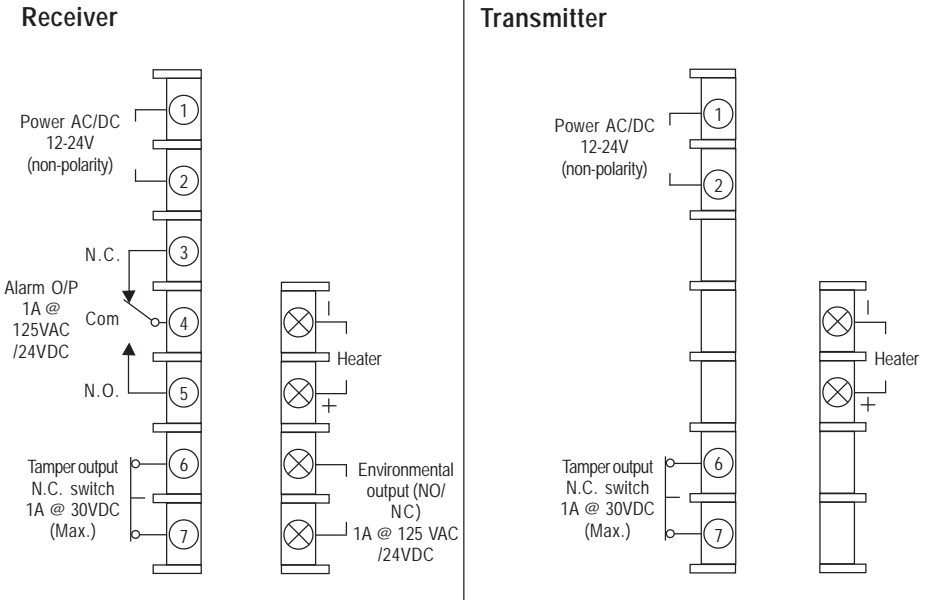 Receiver
Power AC/DC
12-24V
(non-polarity)
1
2
3
4
5
6
7
N.C.
Alarm O/P
1A @
125VAC
/24VDC
Com
N.O.
Tamper output
N.C. switch
1A @ 30VDC
(Max.)
Heater
Environmental
output (NO/
NC)
1A @ 125 VAC
/24VDC
Transmitter
Power AC/DC
12-24V
(non-polarity)
1
2
Tamper output
N.C. switch
1A @ 30VDC
(Max.)
6
7
Heater